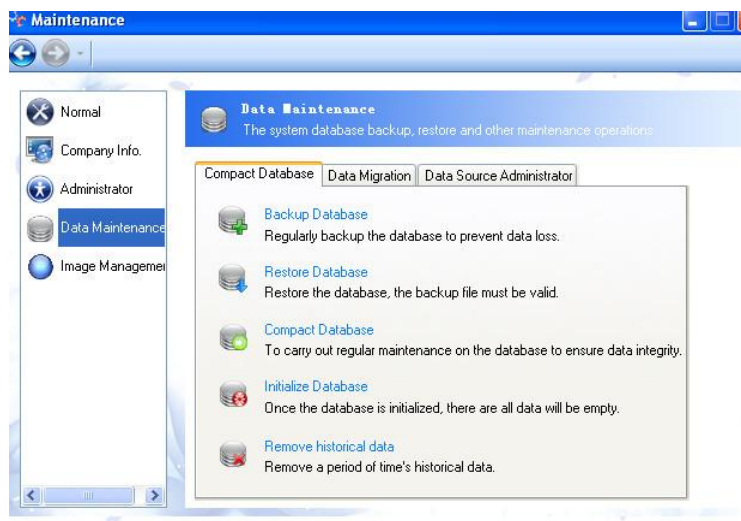 Maintenance
Normal
Company Info.
Administrator
Data Maintenance
Image Managemer
Data Maintenance
The system database backup, restore and other maintenance operations
Compact Database
Data Migration
Data Source Administrator
Backup Database
Regularly backup the database to prevent data loss.
Restore Database
Restore the database, the backup file must be valid.
Compact Database
To carry out regular maintenance on the database to ensure data integrity.
Initialize Database
Once the database is initialized, there are all data will be empty.
Remove historical data
Remove a period of time's historical data.